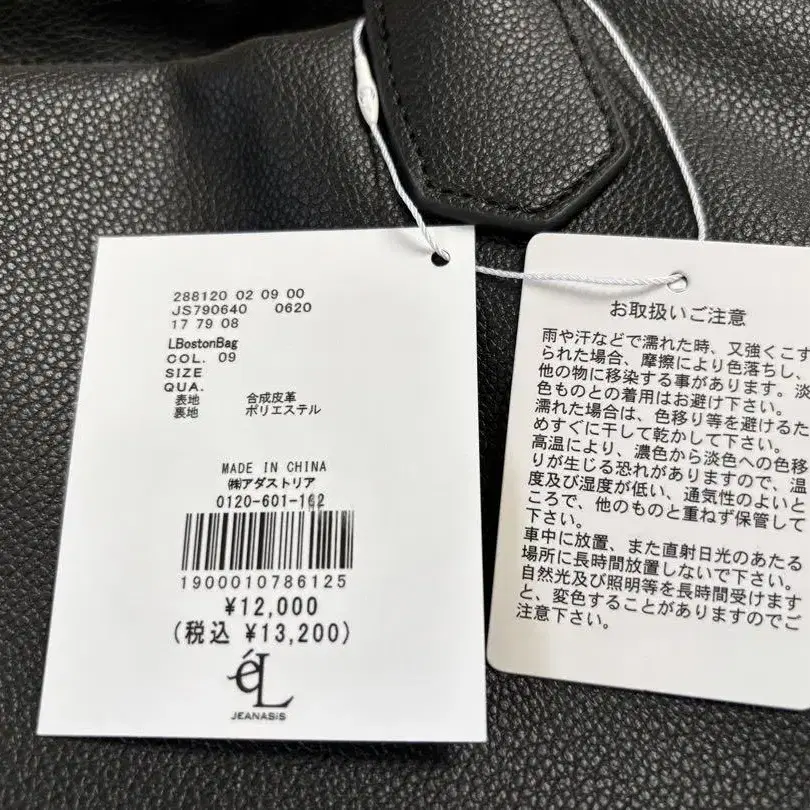 288120 02 09 00
JS790640 0620
17 79 08
LBostonBag
COL. 09
SIZE
QUA.
表地 合成皮革
裏地 ポリエステル
MADE IN CHINA
㈱アダストリア
0120-601-162
1900010786125
¥12,000
(税込 ¥13,200)
éL
JEANASiS
お取扱いご注意
雨や汗などで濡れた時、又強くこす
られた場合、摩擦により色落ちし、
他の物に移染する事があります。淡
色ものとの着用はお避け下さい。
濡れた場合は、色移り等を避けるた
めすぐに干して乾かして下さい。
高温により、濃色から淡色への色移
りが生じる恐れがありますので、温
度及び湿度が低い、通気性のよいと
ころで、他のものと重ねず保管して
下さい。
車中に放置、また直射日光のあたる
場所に長時間放置しないで下さい。
自然光及び照明等を長時間受けます
と、変色することがありますのでご
注意下さい。